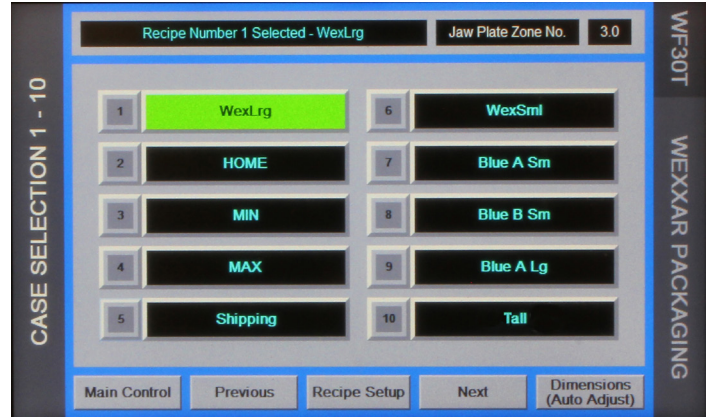 Recipe Number 1 Selected - WexLrg
Jaw Plate Zone No. 3.0
CASE SELECTION 1 - 10
WF30T
WEXXAR PACKAGING
1 WexLrg
2 HOME
3 MIN
4 MAX
5 Shipping
6 WexSml
7 Blue A Sm
8 Blue B Sm
9 Blue A Lg
10 Tall
Main Control
Previous
Recipe Setup
Next
Dimensions
(Auto Adjust)